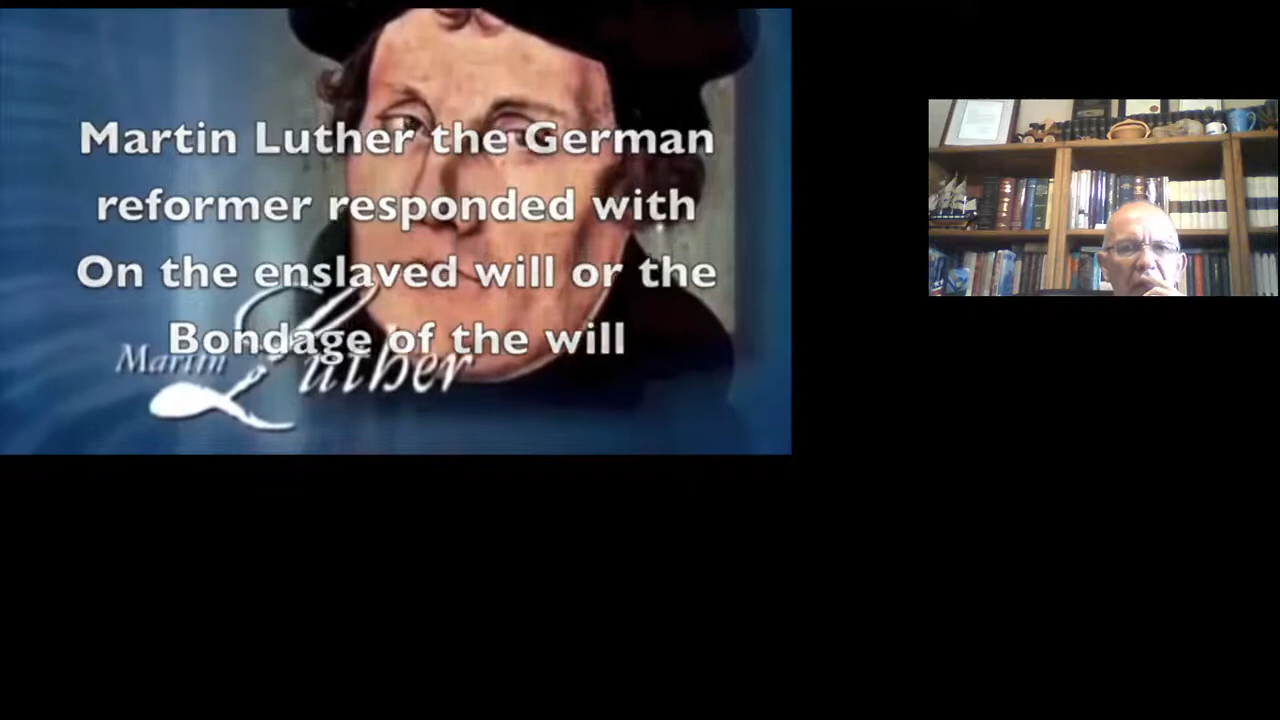 Martin Luther the German
reformer responded with
On the enslaved will or the
Bondage of the will
Martin Luther